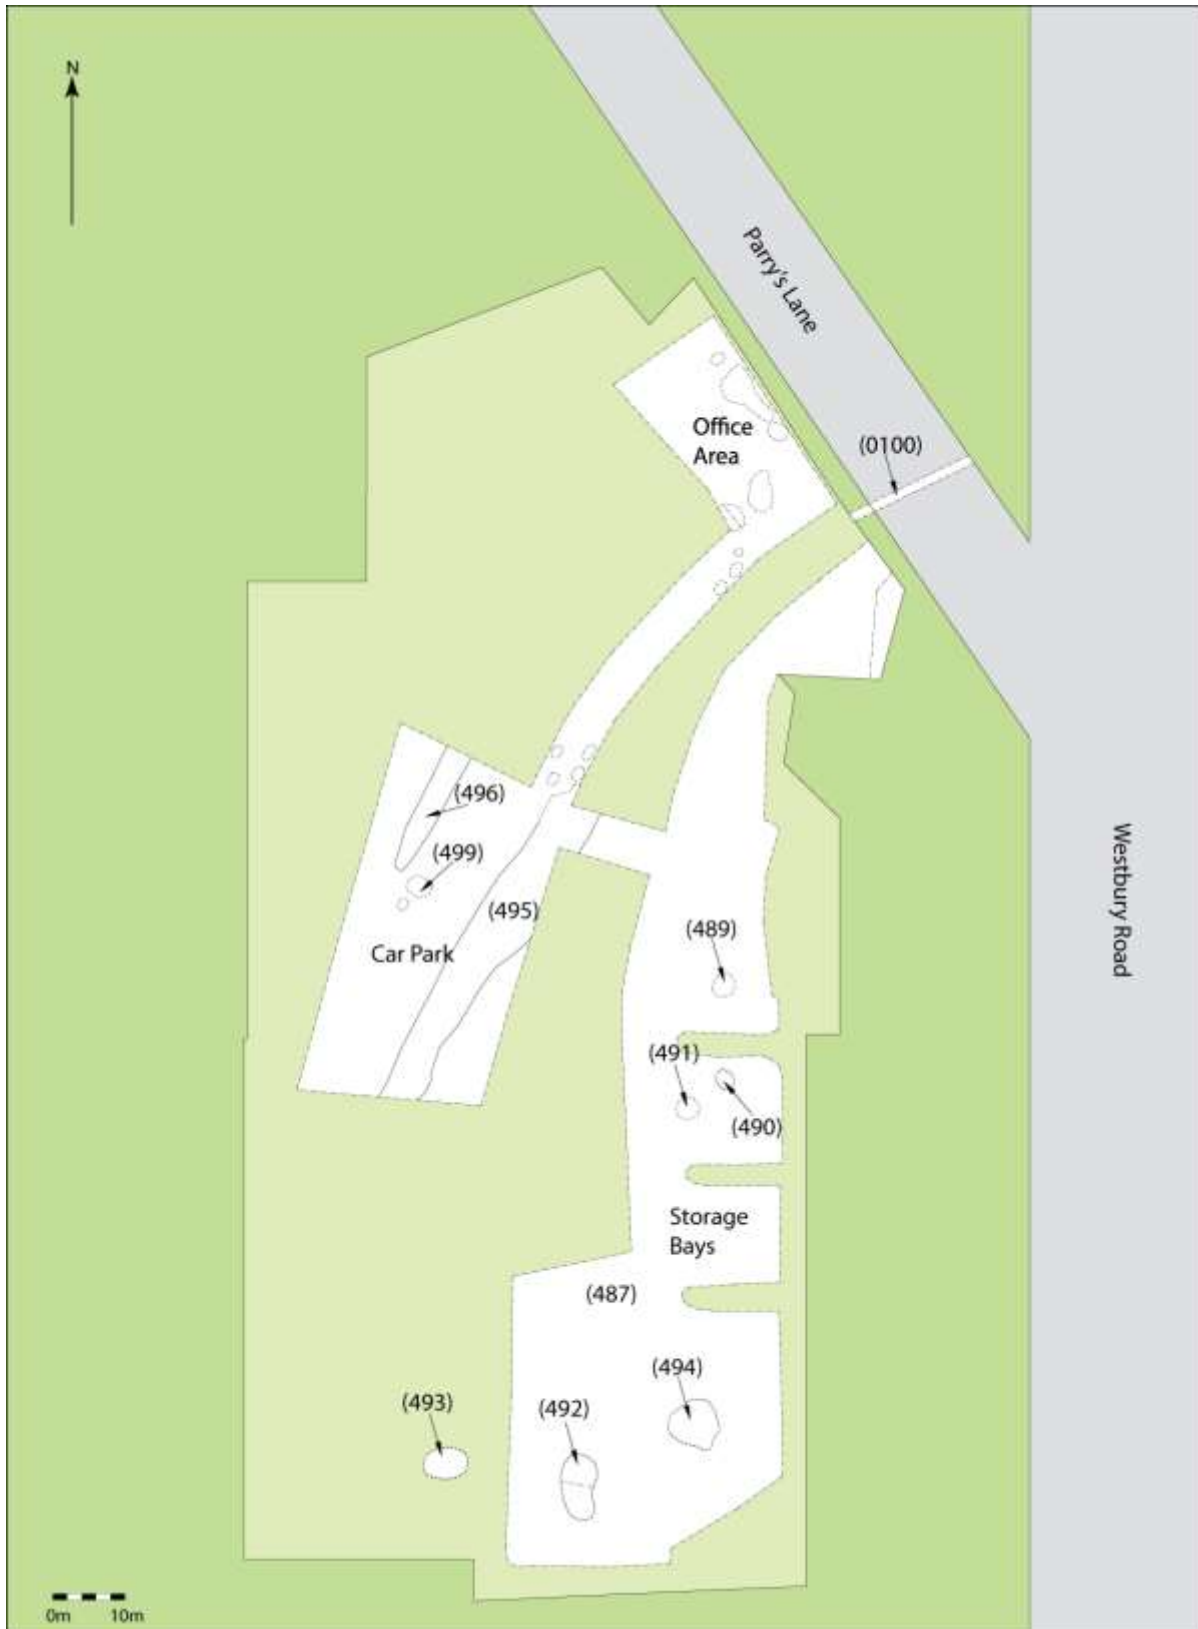 N
Parry's Lane
Office
Area
(0100)
(496)
(499)
(495)
Car Park
(489)
Westbury Road
(491)
(490)
Storage
Bays
(487)
(494)
(493)
(492)
0m 10m